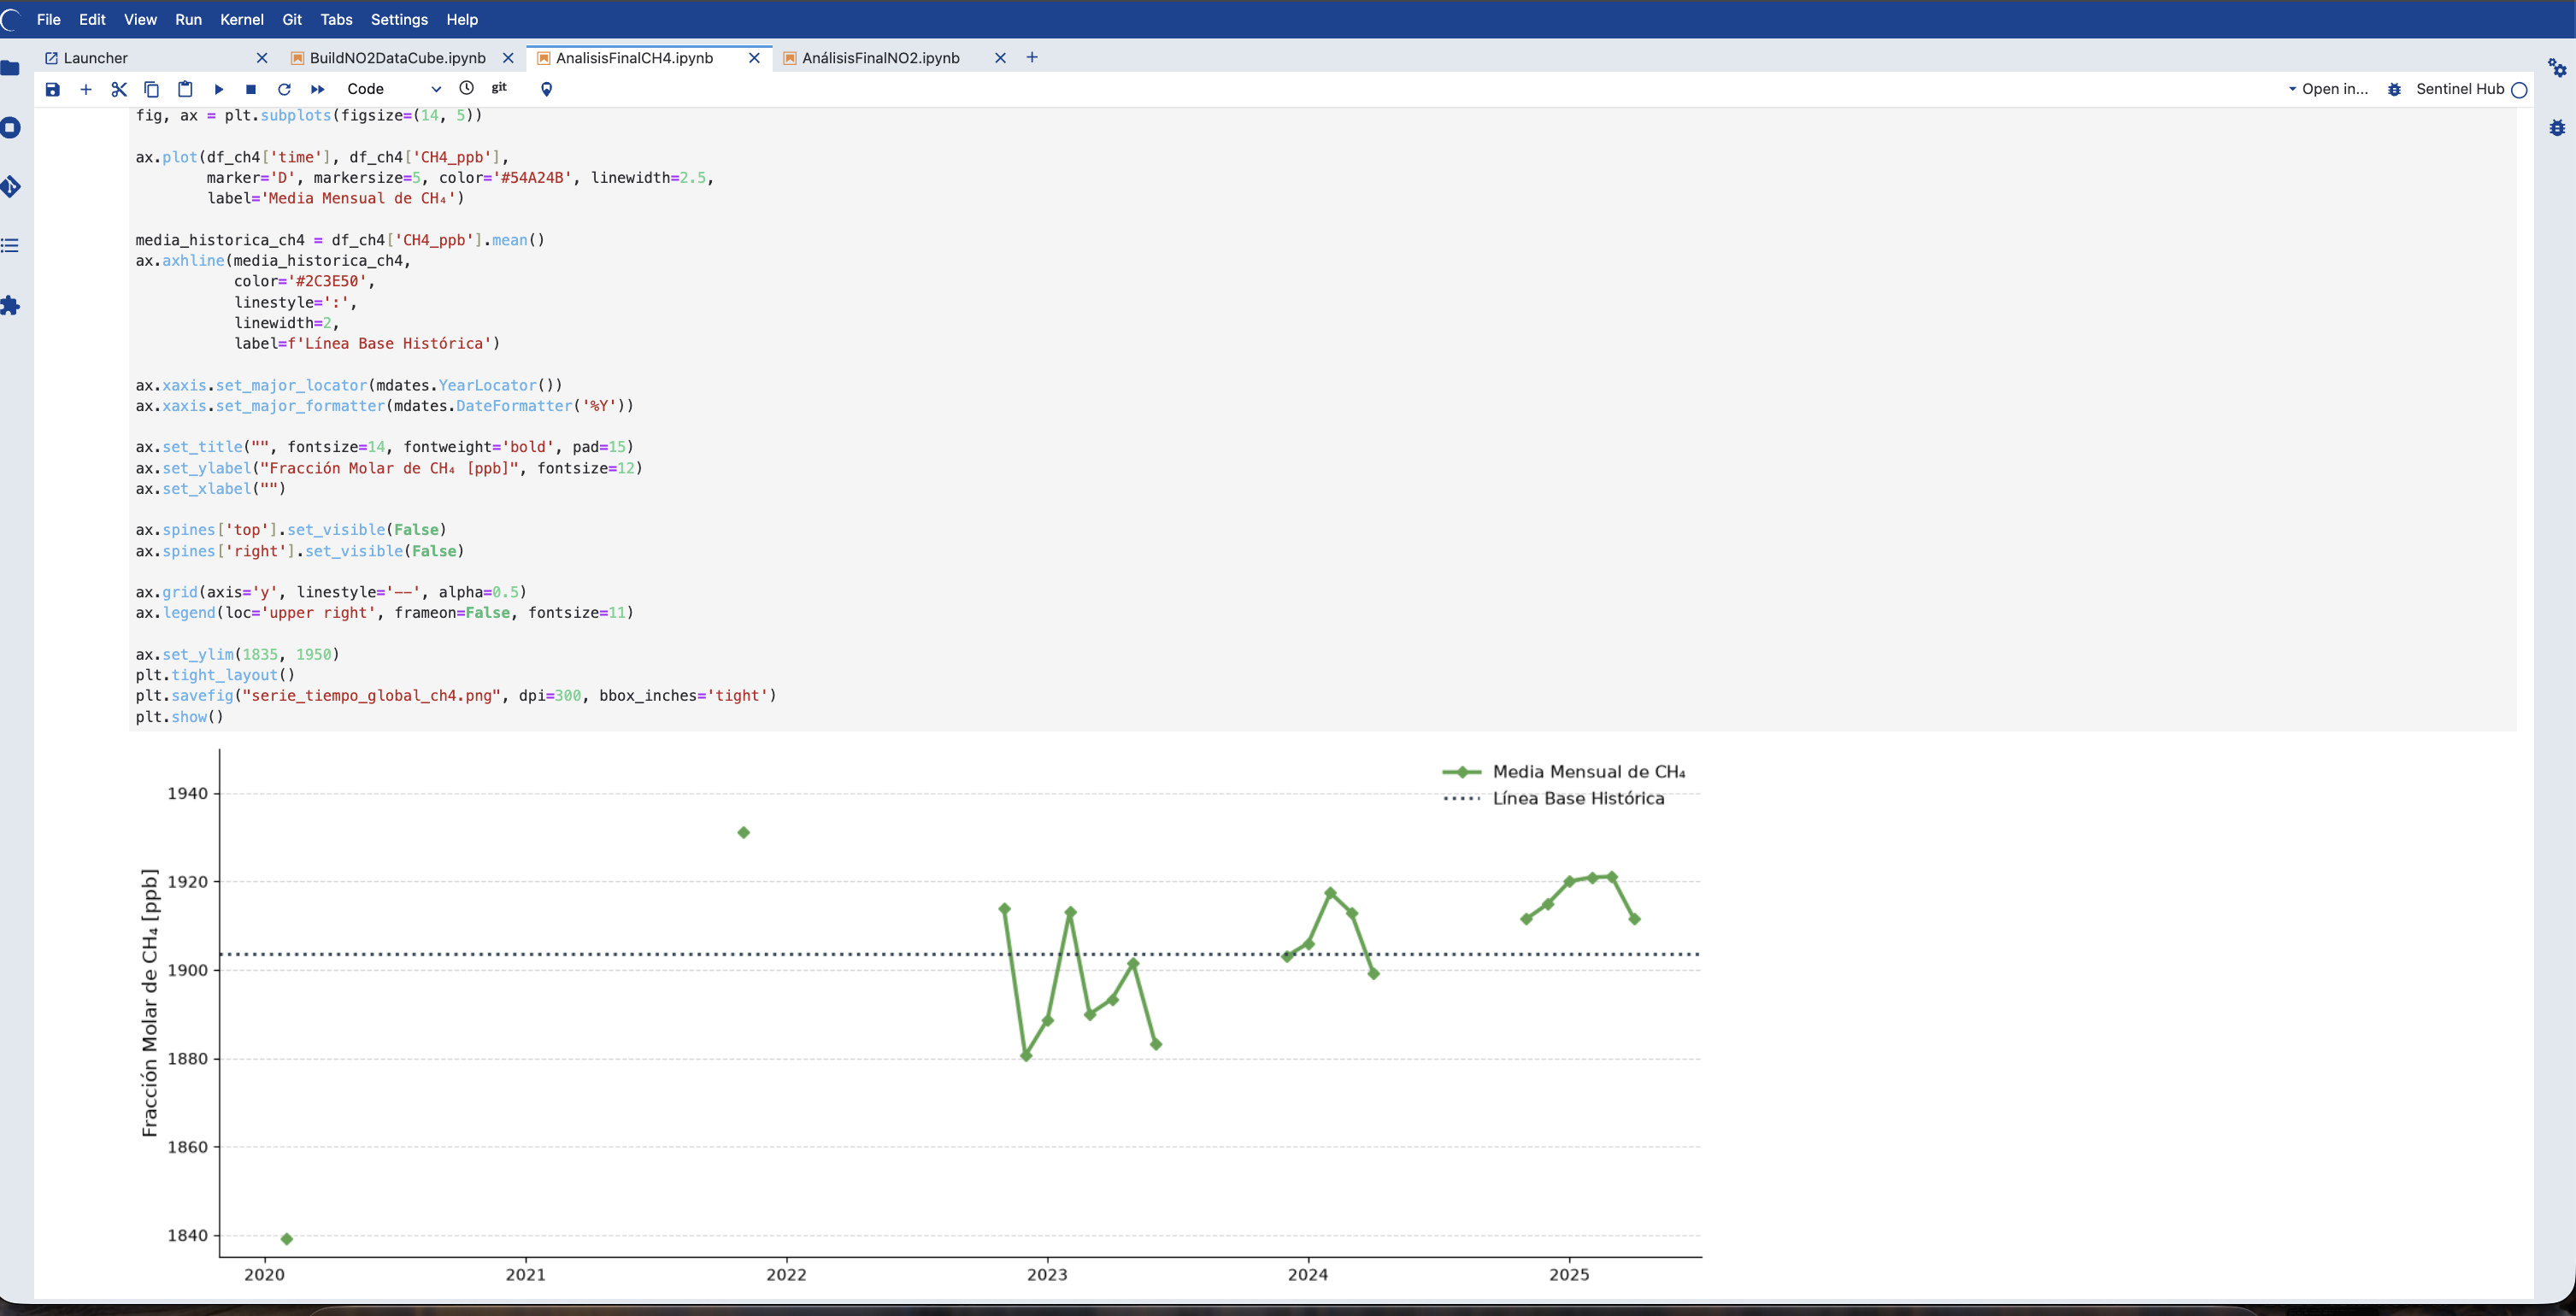 File Edit View Run Kernel Git Tabs Settings Help
Launcher BuildNO2DataCube.ipynb AnalisisFinalCH4.ipynb AnálisisFinalNO2.ipynb
Code git Open in... Sentinel Hub
fig, ax = plt.subplots(figsize=(14, 5))
ax.plot(df_ch4['time'], df_ch4['CH4_ppb'],
marker='D', markersize=5, color='#54A24B', linewidth=2.5,
label='Media Mensual de CH₄')
media_historica_ch4 = df_ch4['CH4_ppb'].mean()
ax.axhline(media_historica_ch4,
color='#2C3E50',
linestyle=':',
linewidth=2,
label=f'Línea Base Histórica')
ax.xaxis.set_major_locator(mdates.YearLocator())
ax.xaxis.set_major_formatter(mdates.DateFormatter('%Y'))
ax.set_title("", fontsize=14, fontweight='bold', pad=15)
ax.set_ylabel("Fracción Molar de CH₄ [ppb]", fontsize=12)
ax.set_xlabel("")
ax.spines['top'].set_visible(False)
ax.spines['right'].set_visible(False)
ax.grid(axis='y', linestyle='--', alpha=0.5)
ax.legend(loc='upper right', frameon=False, fontsize=11)
ax.set_ylim(1835, 1950)
plt.tight_layout()
plt.savefig("serie_tiempo_global_ch4.png", dpi=300, bbox_inches='tight')
plt.show()
Media Mensual de CH₄
Línea Base Histórica
Fracción Molar de CH₄ [ppb]
1940
1920
1900
1880
1860
1840
2020 2021 2022 2023 2024 2025